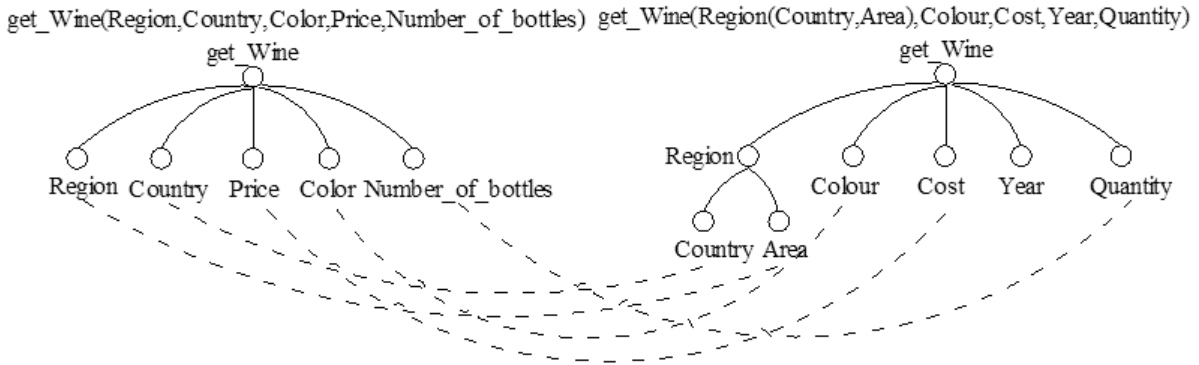 get_Wine(Region,Country,Color,Price,Number_of_bottles) get_Wine(Region(Country,Area),Colour,Cost,Year,Quantity)
get_Wine get_Wine
Region
Region Country Price Color Number_of_bottles Colour Cost Year Quantity
Country Area